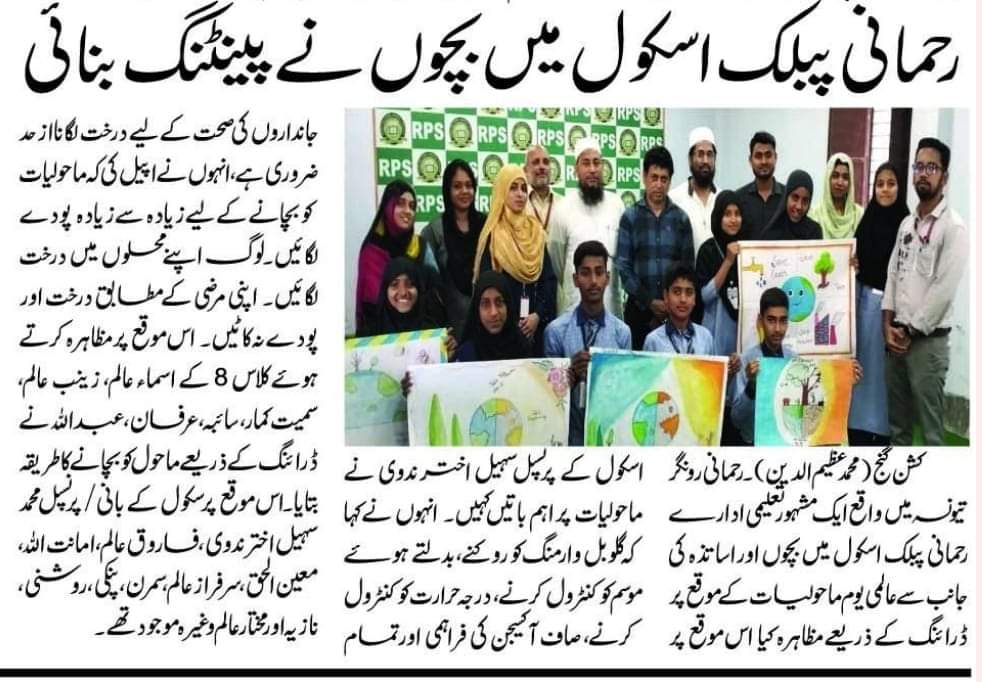 رحمانی پبلک اسکول میں بچوں نے پینٹنگ بنائی
RPS RPS RPS RPS
RPS RPS
RPS
کشن گنج (محمد عظیم الدین)۔ رحمانی رونگر
تیونسہ میں واقع ایک مشہور تعلیمی ادارے
رحمانی پبلک اسکول میں بچوں اور اساتذہ کی
جانب سے عالمی یوم ماحولیات کے موقع پر
ڈرائنگ کے ذریعے مظاہرہ کیا اس موقع پر
اسکول کے پرسپل سہیل اختر ندوی نے
ماحولیات پر اہم باتیں کہیں۔ انہوں نے کہا
کہ گلوبل وارمنگ کو روکنے، بدلتے ہوئے
موسم کو کنٹرول کرنے، درجہ حرارت کو کنٹرول
کرنے، صاف آکسیجن کی فراہمی اور تمام
جانداروں کی صحت کے لیے درخت لگانا از حد
ضروری ہے، انہوں نے اپیل کی کہ ماحولیات
کو بچانے کے لیے زیادہ سے زیادہ پودے
لگائیں۔ لوگ اپنے محلوں میں درخت
لگائیں۔ اپنی مرضی کے مطابق درخت اور
پودے نہ کاٹیں۔ اس موقع پر مظاہرہ کرتے
ہوئے کلاس 8 کے اسماء عالم، زینب عالم،
سمیت کمار، سائبہ، عرفان، عبداللہ نے
ڈرائنگ کے ذریعے ماحول کو بچانے کا طریقہ
بتایا۔ اس موقع پر سکول کے بانی / پرنسپل محمد
سہیل اختر ندوی، فاروق عالم، امانت اللہ،
معین الحق، سرفراز عالم، سمرن، پنکی، روشنی،
نازیہ اور مختار عالم وغیرہ موجود تھے۔